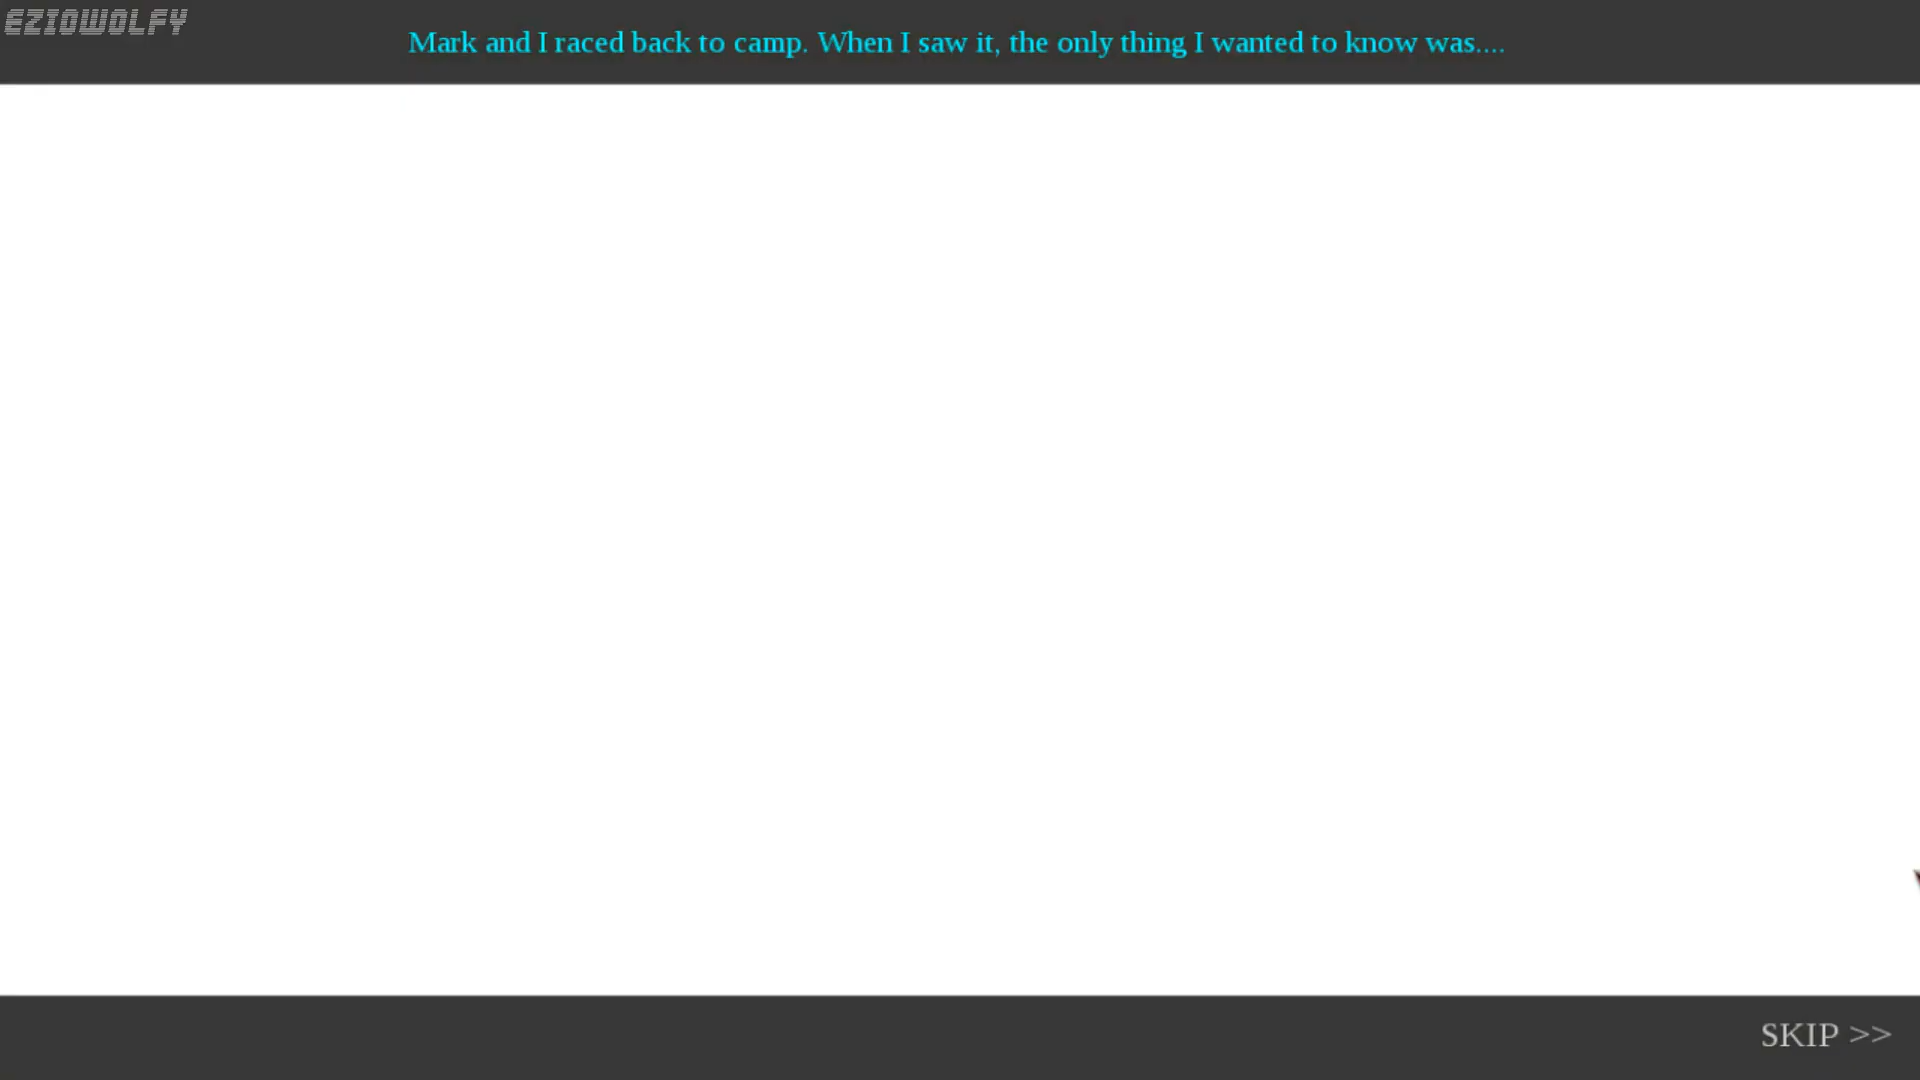 EZIOWOLFY
Mark and I raced back to camp. When I saw it, the only thing I wanted to know was....
SKIP >>